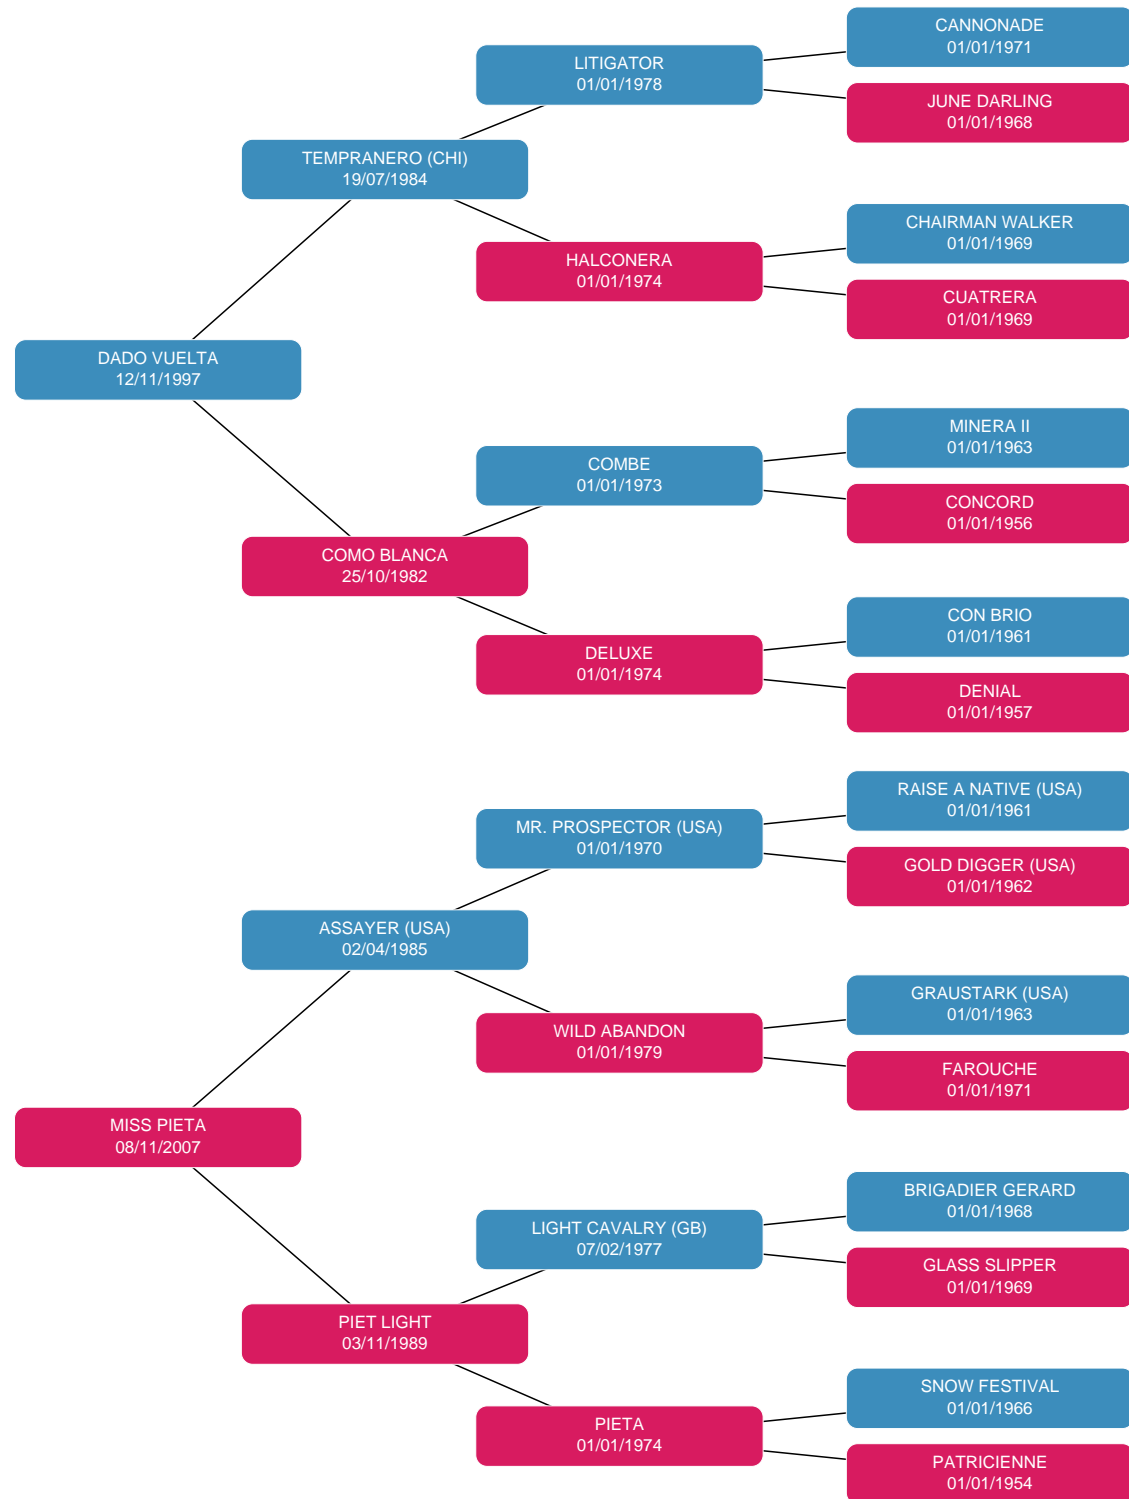 CANNONADE
01/01/1971
LITIGATOR
01/01/1978
JUNE DARLING
01/01/1968
TEMPRANERO (CHI)
19/07/1984
CHAIRMAN WALKER
01/01/1969
HALCONERA
01/01/1974
CUATRERA
01/01/1969
DADO VUELTA
12/11/1997
MINERA II
01/01/1963
COMBE
01/01/1973
CONCORD
01/01/1956
COMO BLANCA
25/10/1982
CON BRIO
01/01/1961
DELUXE
01/01/1974
DENIAL
01/01/1957
RAISE A NATIVE (USA)
01/01/1961
MR. PROSPECTOR (USA)
01/01/1970
GOLD DIGGER (USA)
01/01/1962
ASSAYER (USA)
02/04/1985
GRAUSTARK (USA)
01/01/1963
WILD ABANDON
01/01/1979
FAROUCHE
01/01/1971
MISS PIETA
08/11/2007
BRIGADIER GERARD
01/01/1968
LIGHT CAVALRY (GB)
07/02/1977
GLASS SLIPPER
01/01/1969
PIET LIGHT
03/11/1989
SNOW FESTIVAL
01/01/1966
PIETA
01/01/1974
PATRICIENNE
01/01/1954